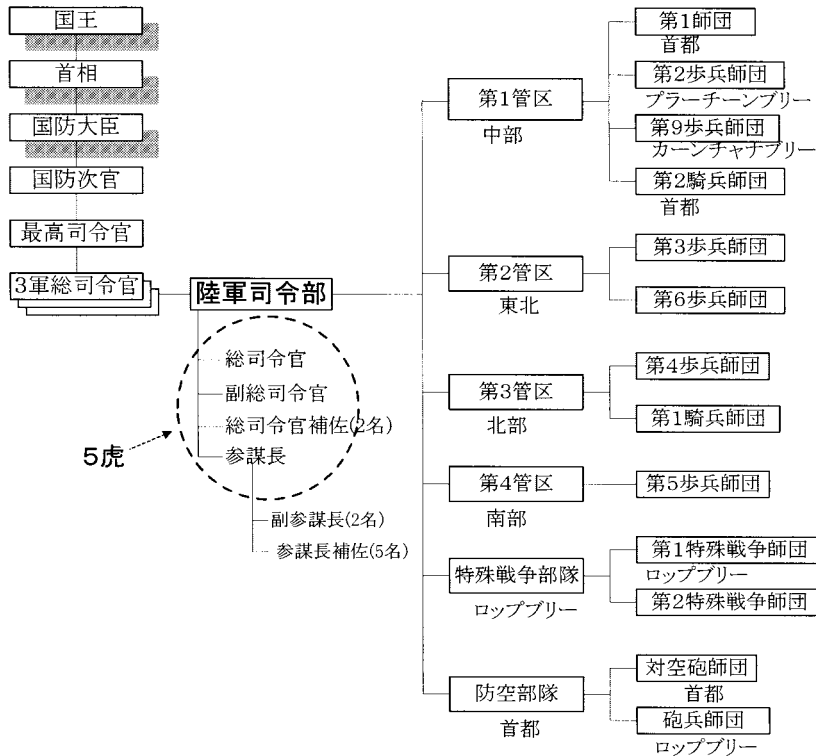 国王
首相
国防大臣
国防次官
最高司令官
3軍総司令官
陸軍司令部
総司令官
副総司令官
総司令官補佐(2名)
参謀長
5虎
副参謀長(2名)
参謀長補佐(5名)
第1管区
中部
第1師団
首都
第2歩兵師団
プラーチーンブリー
第9歩兵師団
カーンチャナブリー
第2騎兵師団
首都
第2管区
東北
第3歩兵師団
第6歩兵師団
第3管区
北部
第4歩兵師団
第1騎兵師団
第4管区
南部
第5歩兵師団
特殊戦争部隊
ロッブブリー
第1特殊戦争師団
ロッブブリー
第2特殊戦争師団
防空部隊
首都
対空砲師団
首都
砲兵師団
ロッブブリー